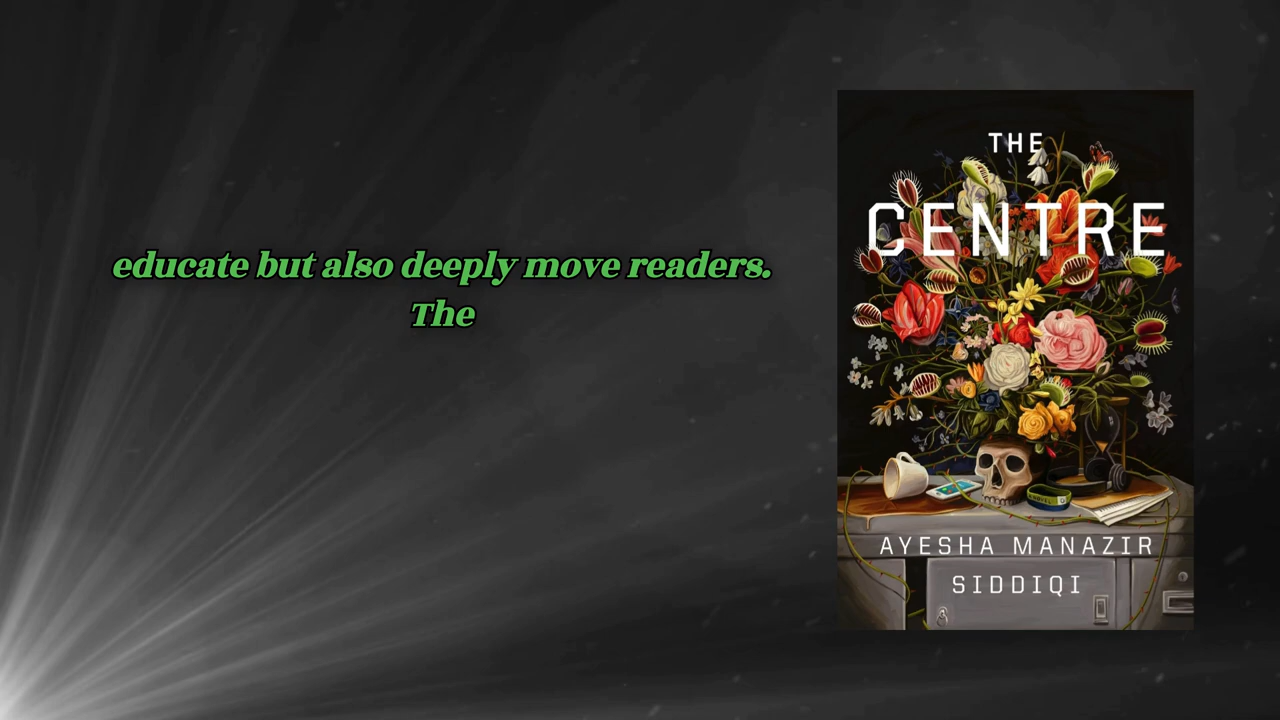 educate but also deeply move readers.
The
THE
CENTRE
AYESHA MANAZIR
SIDDIQI